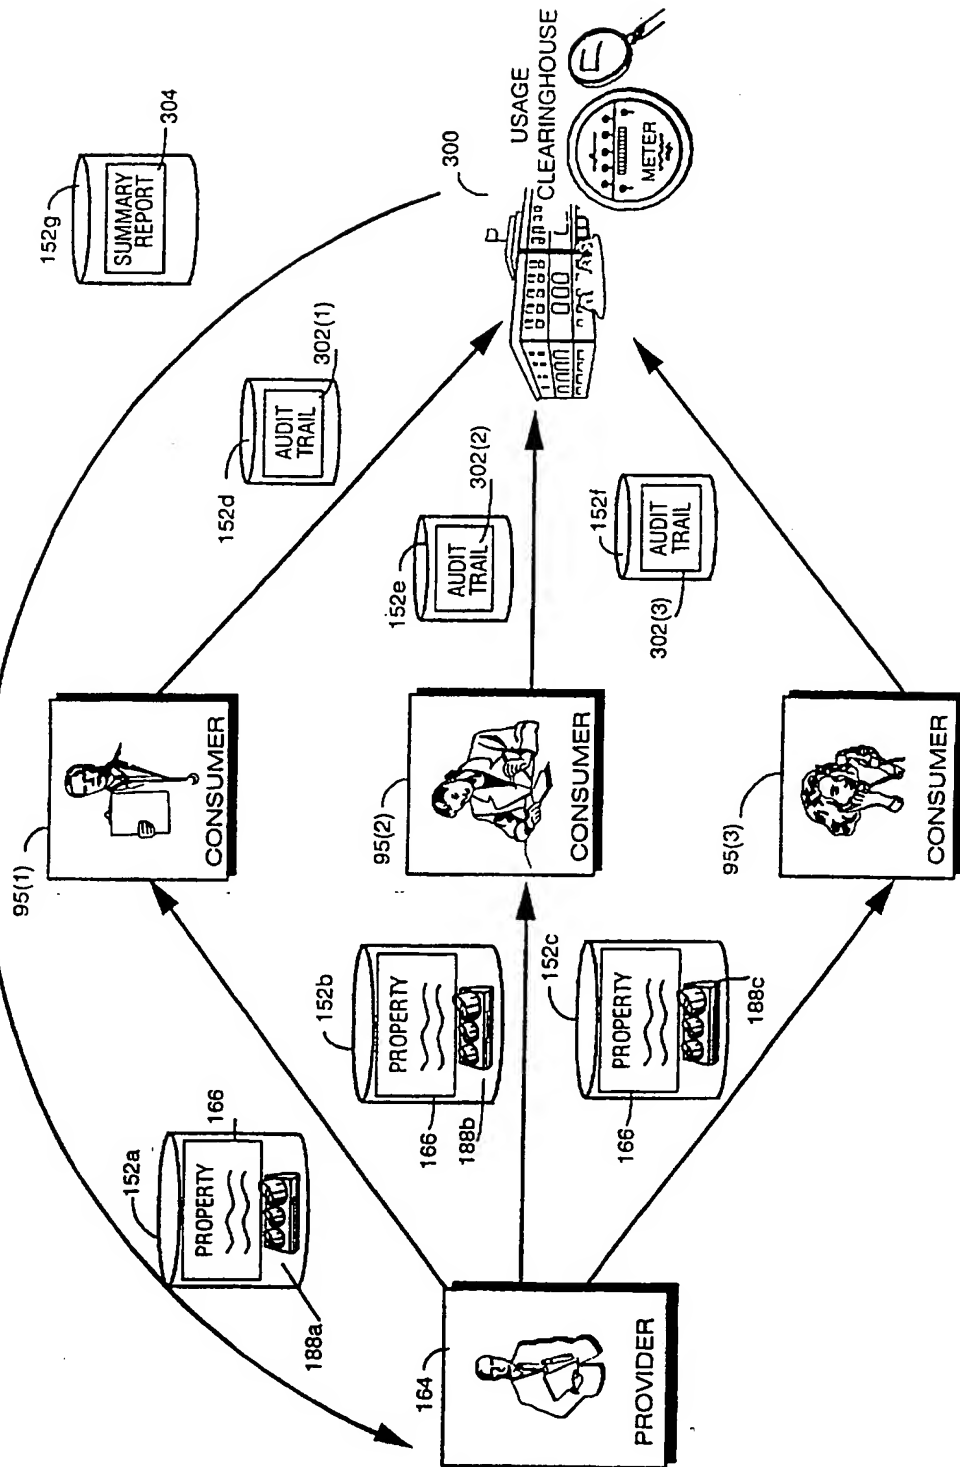 152g
SUMMARY
REPORT
304
300
USAGE
CLEARINGHOUSE
METER
152d
AUDIT
TRAIL
302(1)
152e
AUDIT
TRAIL
302(2)
152f
AUDIT
TRAIL
302(3)
95(1)
CONSUMER
95(2)
CONSUMER
95(3)
CONSUMER
152a
166
PROPERTY
188a
152b
PROPERTY
166
188b
152c
PROPERTY
166
188c
164
PROVIDER